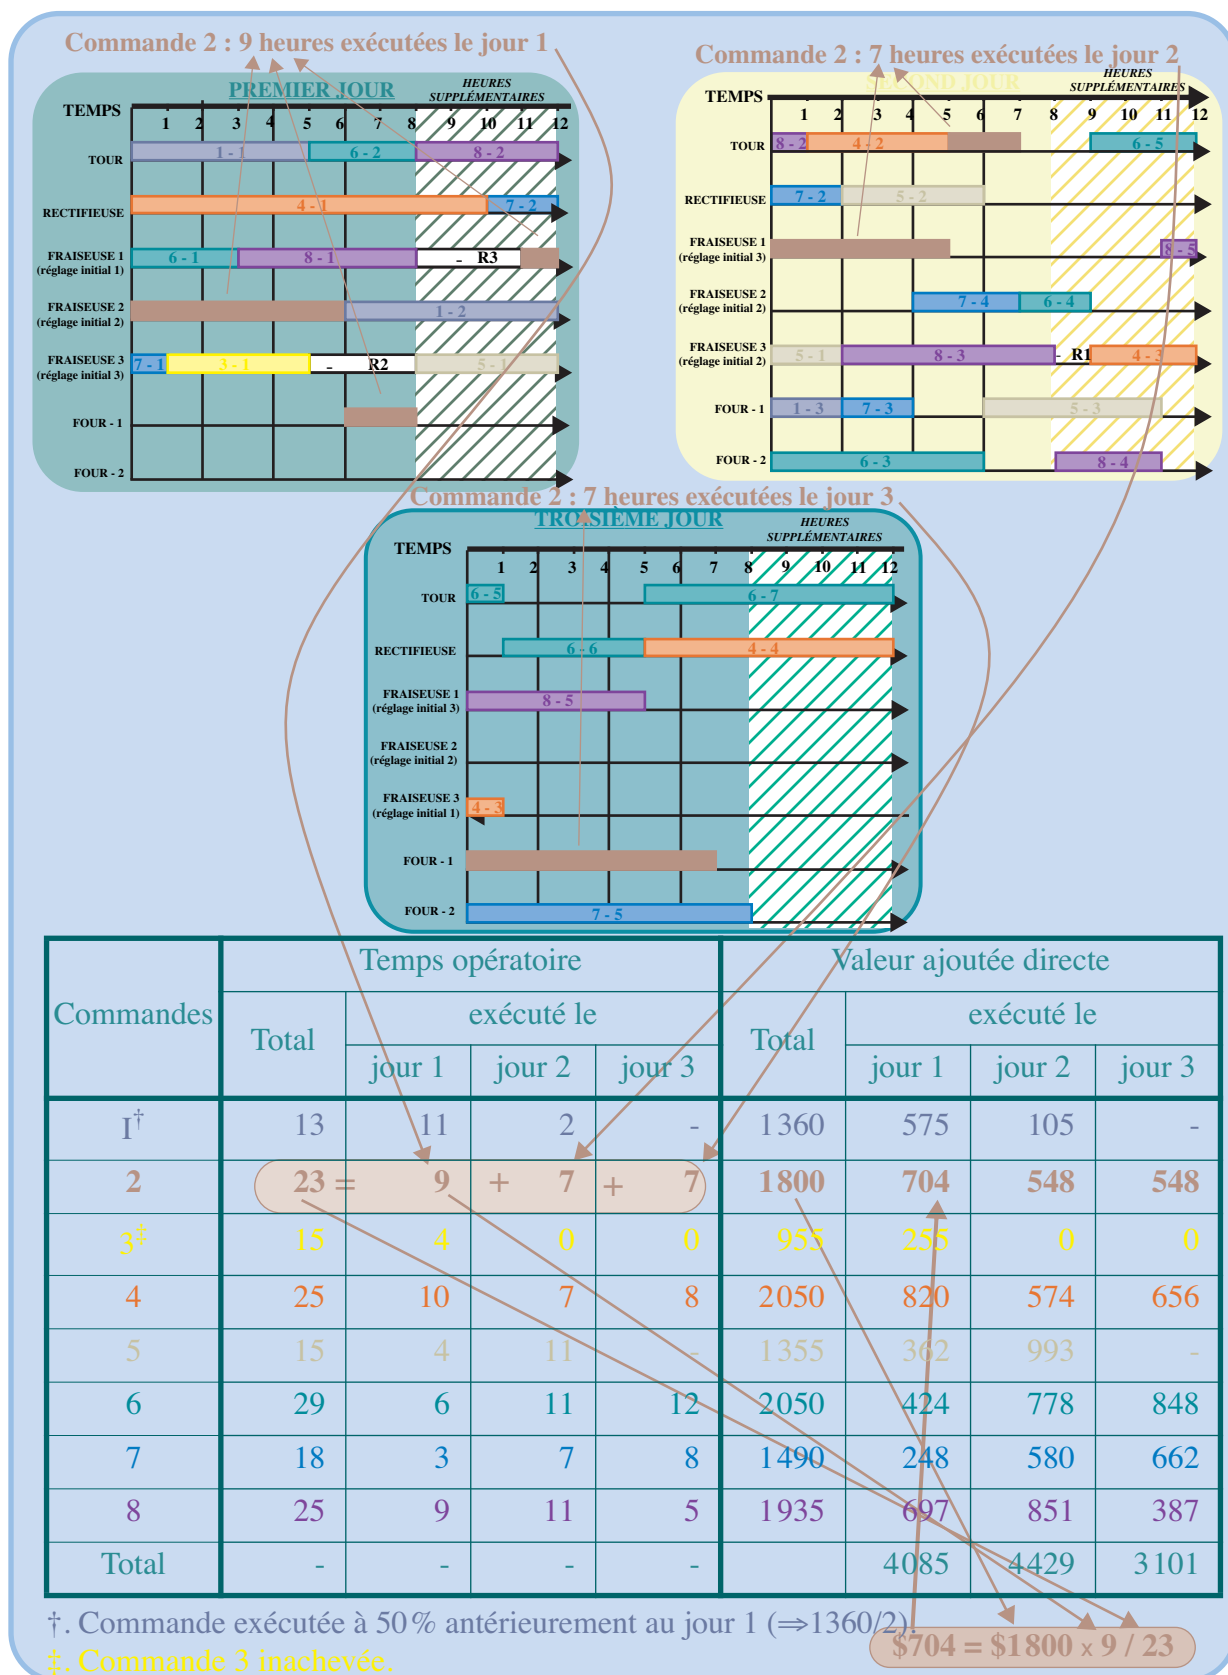 Commande 2 : 9 heures exécutées le jour 1
PREMIER JOUR
HEURES
SUPPLÉMENTAIRES
TEMPS
1 2 3 4 5 6 7 8 9 10 11 12
TOUR 1 - 1 6 - 2 8 - 2
RECTIFIEUSE 4 - 1 7 - 2
FRAISEUSE 1
(réglage initial 1) 6 - 1 8 - 1 - R3
FRAISEUSE 2
(réglage initial 2) 1 - 2
FRAISEUSE 3
(réglage initial 3) 7 - 1 3 - 1 - R2 5 - 1
FOUR - 1
FOUR - 2
Commande 2 : 7 heures exécutées le jour 2
SECOND JOUR
HEURES
SUPPLÉMENTAIRES
TEMPS
1 2 3 4 5 6 7 8 9 10 11 12
TOUR 8 - 2 4 - 2 6 - 5
RECTIFIEUSE 7 - 2 5 - 2
FRAISEUSE 1
(réglage initial 3) 8 - 5
FRAISEUSE 2
(réglage initial 2) 7 - 4 6 - 4
FRAISEUSE 3
(réglage initial 2) 5 - 1 8 - 3 - R1 4 - 3
FOUR - 1 1 - 3 7 - 3 5 - 3
FOUR - 2 6 - 3 8 - 4
Commande 2 : 7 heures exécutées le jour 3
TROISIÈME JOUR
HEURES
SUPPLÉMENTAIRES
TEMPS
1 2 3 4 5 6 7 8 9 10 11 12
TOUR 6 - 5 6 - 7
RECTIFIEUSE 6 - 6 4 - 4
FRAISEUSE 1
(réglage initial 3) 8 - 5
FRAISEUSE 2
(réglage initial 2)
FRAISEUSE 3
(réglage initial 1) 4 - 3
FOUR - 1
FOUR - 2 7 - 5
Commandes Temps opératoire Valeur ajoutée directe
Total exécuté le Total exécuté le
jour 1 jour 2 jour 3 jour 1 jour 2 jour 3
I† 13 11 2 - 1360 575 105 -
2 23 = 9 + 7 + 7 1800 704 548 548
3‡ 15 4 0 0 955 255 0 0
4 25 10 7 8 2050 820 574 656
5 15 4 11 - 1355 362 993 -
6 29 6 11 12 2050 424 778 848
7 18 3 7 8 1490 248 580 662
8 25 9 11 5 1935 697 851 387
Total - - - - 4085 4429 3101
†. Commande exécutée à 50% antérieurement au jour 1 (⇒1360/2).
‡. Commande 3 inachevée.
$704 = $1800 x 9 / 23